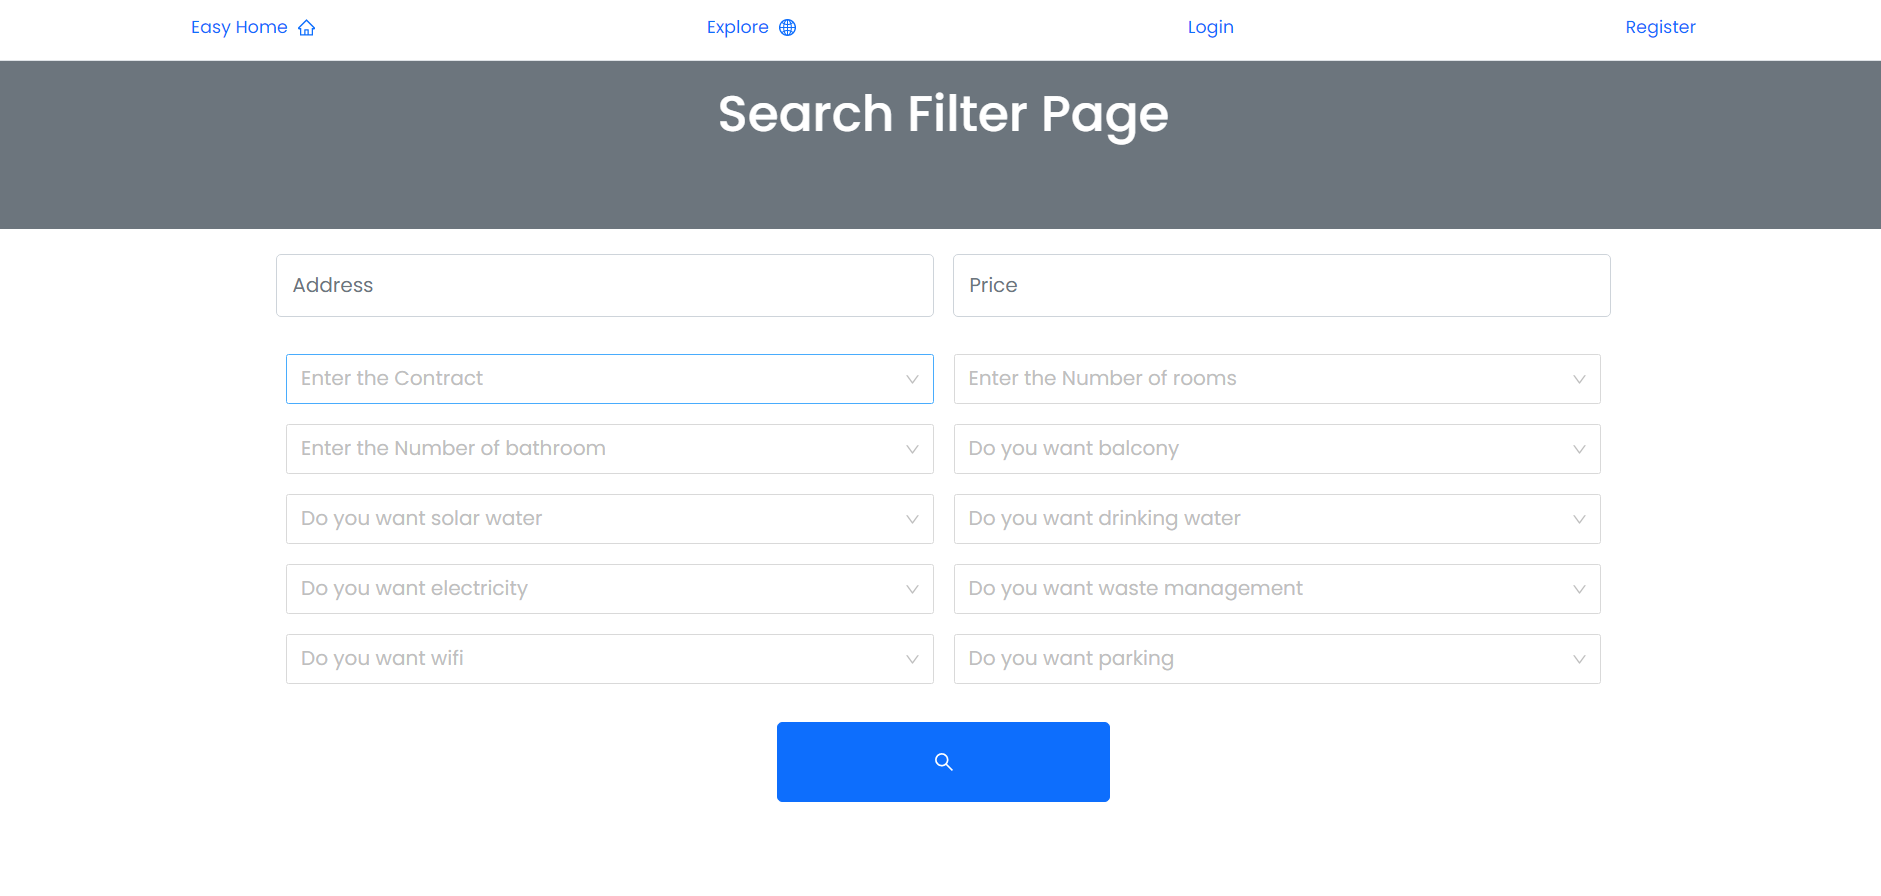 Easy Home Explore Login Register
Search Filter Page
Address Price
Enter the Contract Enter the Number of rooms
Enter the Number of bathroom Do you want balcony
Do you want solar water Do you want drinking water
Do you want electricity Do you want waste management
Do you want wifi Do you want parking